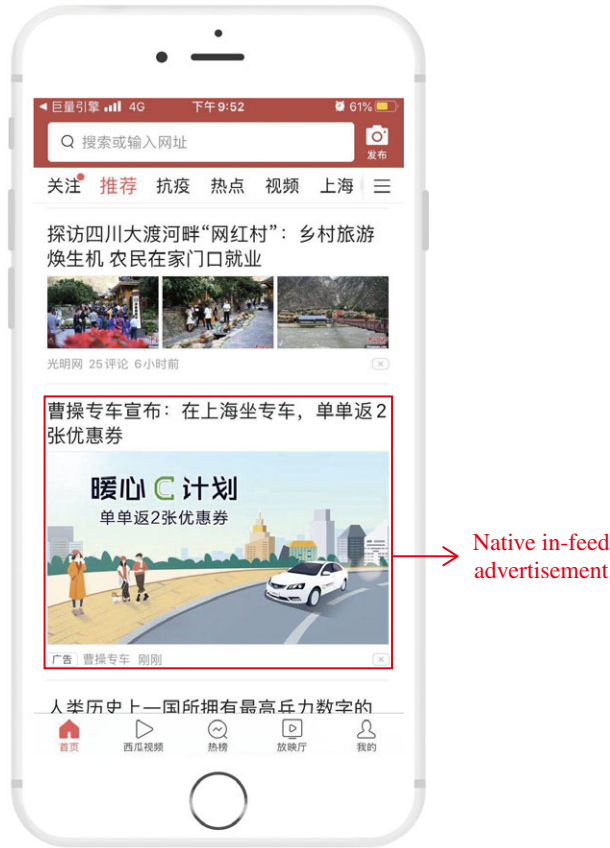 巨量引擎 4G 下午9:52 61%
搜索或输入网址
发布
关注 推荐 抗疫 热点 视频 上海
探访四川大渡河畔“网红村”：乡村旅游
焕生机 农民在家门口就业
光明网 25评论 6小时前
曹操专车宣布：在上海坐专车，单单返2
张优惠券
暖心 C 计划
单单返2张优惠券
广告 曹操专车 刚刚
Native in-feed
advertisement
人类历史上一国所拥有最高兵力数字的
首页 西瓜视频 热榜 放映厅 我的